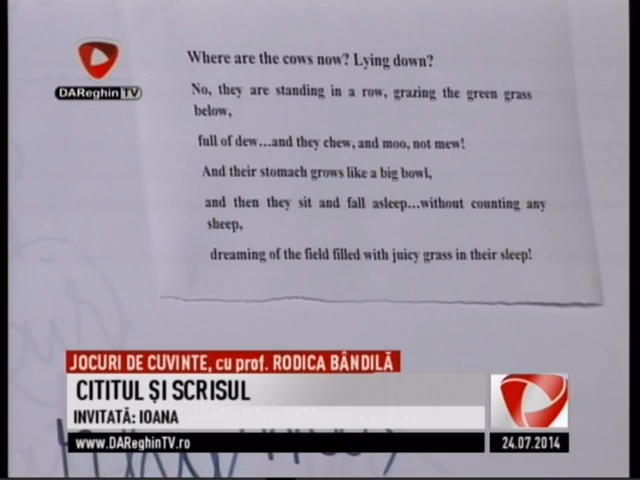 DAReghin TV
Where are the cows now? Lying down?
No, they are standing in a row, grazing the green grass
below,
full of dew...and they chew, and moo, not mew!
And their stomach grows like a big bowl,
and then they sit and fall asleep...without counting any
sheep,
dreaming of the field filled with juicy grass in their sleep!
JOCURI DE CUVINTE, cu prof. RODICA BÂNDILĂ
CITITUL ȘI SCRISUL
INVITATĂ: IOANA
www.DAReghinTV.ro
24.07.2014